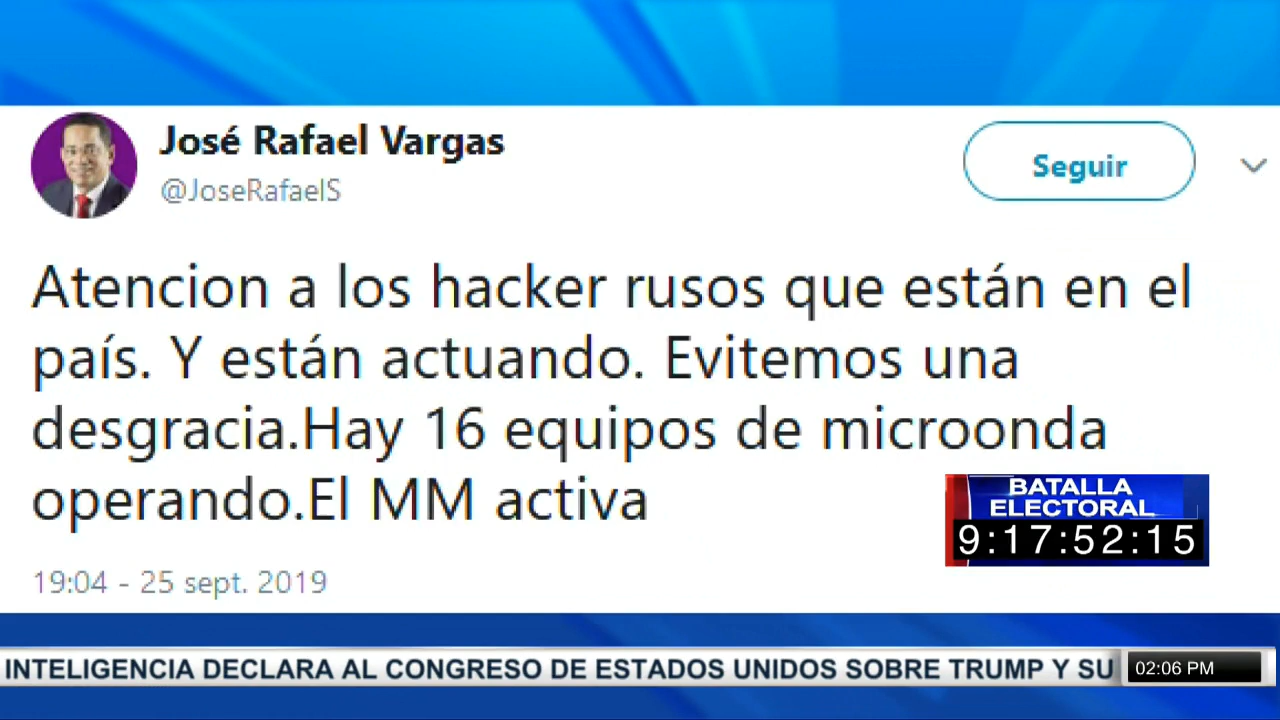 José Rafael Vargas
@JoseRafaelS
Seguir
Atencion a los hacker rusos que están en el
país. Y están actuando. Evitemos una
desgracia.Hay 16 equipos de microonda
operando.El MM activa
19:04 - 25 sept. 2019
BATALLA
ELECTORAL
9:17:52:15
INTELIGENCIA DECLARA AL CONGRESO DE ESTADOS UNIDOS SOBRE TRUMP Y SU
02:06 PM